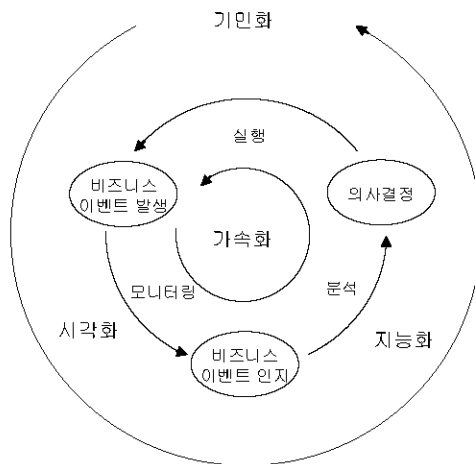 기민화
실행
비즈니스
이벤트 발생
의사결정
가속화
모니터링
분석
시각화
지능화
비즈니스
이벤트 인지